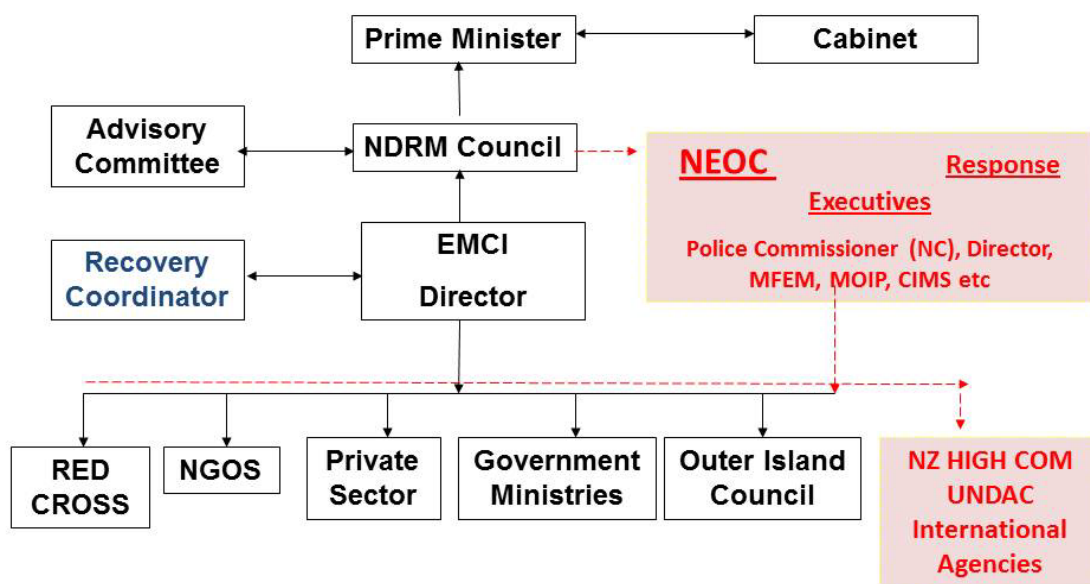 Prime Minister
Cabinet
Advisory
Committee
NDRM Council
NEOC Response
Executives
Police Commissioner (NC), Director,
MFEM, MOIP, CIMS etc
Recovery
Coordinator
EMCI
Director
RED
CROSS
NGOS
Private
Sector
Government
Ministries
Outer Island
Council
NZ HIGH COM
UNDAC
International
Agencies